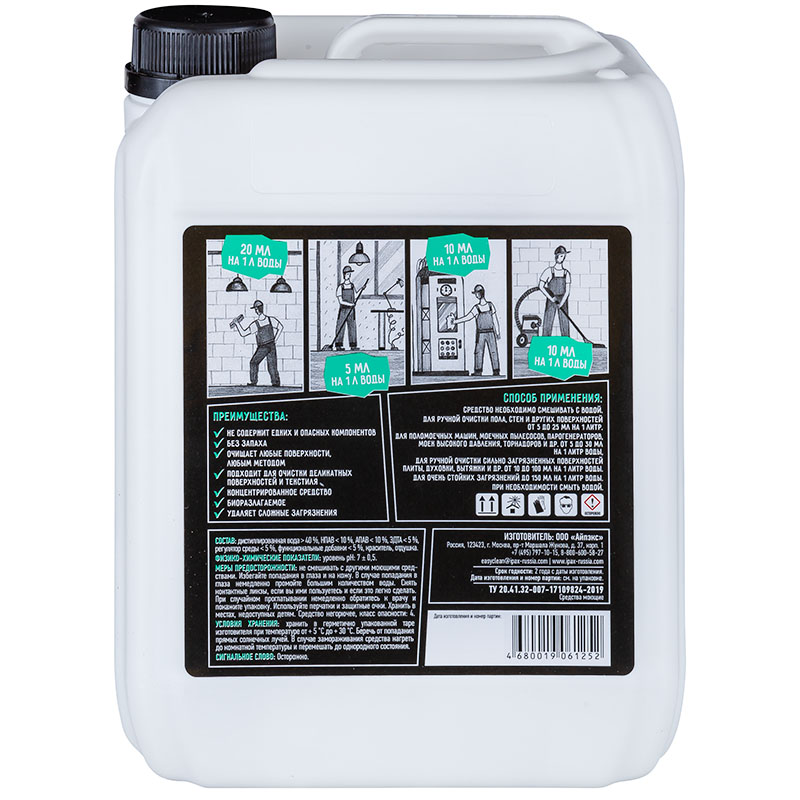 20 МЛ
НА 1 Л ВОДЫ
5 МЛ
НА 1 Л ВОДЫ
10 МЛ
НА 1 Л ВОДЫ
10 МЛ
НА 1 Л ВОДЫ
ПРЕИМУЩЕСТВА:
НЕ СОДЕРЖИТ ЕДКИХ И ОПАСНЫХ КОМПОНЕНТОВ
БЕЗ ЗАПАХА
ОЧИЩАЕТ ЛЮБЫЕ ПОВЕРХНОСТИ,
ЛЮБЫМ МЕТОДОМ
ПОДХОДИТ ДЛЯ ОЧИСТКИ ДЕЛИКАТНЫХ
ПОВЕРХНОСТЕЙ И ТЕКСТИЛЯ
КОНЦЕНТРИРОВАННОЕ СРЕДСТВО
БИОРАЗЛАГАЕМОЕ
УДАЛЯЕТ СЛОЖНЫЕ ЗАГРЯЗНЕНИЯ
СПОСОБ ПРИМЕНЕНИЯ:
СРЕДСТВО НЕОБХОДИМО СМЕШИВАТЬ С ВОДОЙ.
ДЛЯ РУЧНОЙ ОЧИСТКИ ПОЛА, СТЕН И ДРУГИХ ПОВЕРХНОСТЕЙ
ОТ 5 ДО 25 МЛ НА 1 ЛИТР.
ДЛЯ ПОЛОМОЕЧНЫХ МАШИН, МОЕЧНЫХ ПЫЛЕСОСОВ, ПАРОГЕНЕРАТОРОВ,
МОЕК ВЫСОКОГО ДАВЛЕНИЯ, ТОРНАДОРОВ И ДР. ОТ 5 ДО 30 МЛ
НА 1 ЛИТР ВОДЫ.
ДЛЯ РУЧНОЙ ОЧИСТКИ СИЛЬНО ЗАГРЯЗНЕННЫХ ПОВЕРХНОСТЕЙ
ПЛИТЫ, ДУХОВКИ, ВЫТЯЖКИ И ДР. ОТ 10 ДО 100 МЛ НА 1 ЛИТР ВОДЫ.
ДЛЯ ОЧЕНЬ СТОЙКИХ ЗАГРЯЗНЕНИЙ ДО 150 МЛ НА 1 ЛИТР ВОДЫ.
ПРИ НЕОБХОДИМОСТИ СМЫТЬ ВОДОЙ.
ОСТОРОЖНО
СОСТАВ: дистиллированная вода > 40 %, НПАВ < 10 %, АПАВ < 10 %, ЭДТА < 5 %,
регулятор среды < 5 %, функциональные добавки < 5 %, краситель, отдушка.
ФИЗИКО-ХИМИЧЕСКИЕ ПОКАЗАТЕЛИ: уровень pH: 7 ± 0,5.
МЕРЫ ПРЕДОСТОРОЖНОСТИ: не смешивать с другими моющими сред-
ствами. Избегайте попадания в глаза и на кожу. В случае попадания в
глаза немедленно промойте большим количеством воды. Снять
контактные линзы, если вы ими пользуетесь и если это легко сделать.
При случайном проглатывании немедленно обратитесь к врачу и
покажите упаковку. Используйте перчатки и защитные очки. Хранить в
местах, недоступных детям. Средство негорючее, класс опасности: 4.
УСЛОВИЯ ХРАНЕНИЯ: хранить в герметично упакованной таре
изготовителя при температуре от + 5 °С до + 30 °С. Беречь от попадания
прямых солнечных лучей. В случае замораживания средства нагреть
до комнатной температуры и перемешать до однородного состояния.
СИГНАЛЬНОЕ СЛОВО: Осторожно.
ИЗГОТОВИТЕЛЬ: ООО «Айпэкс»
Россия, 123423, г. Москва, пр-т Маршала Жукова, д. 37, корп. 1
+7 (495) 797-10-15, 8-800-600-58-27
easyclean@ipax-russia.com, www.ipax-russia.com
Срок годности: 2 года с даты изготовления.
Дата изготовления и номер партии: см. на упаковке.
ТУ 20.41.32-007-17109824-2019
Средства моющие
Дата изготовления и номер партии:
4 680019 061252